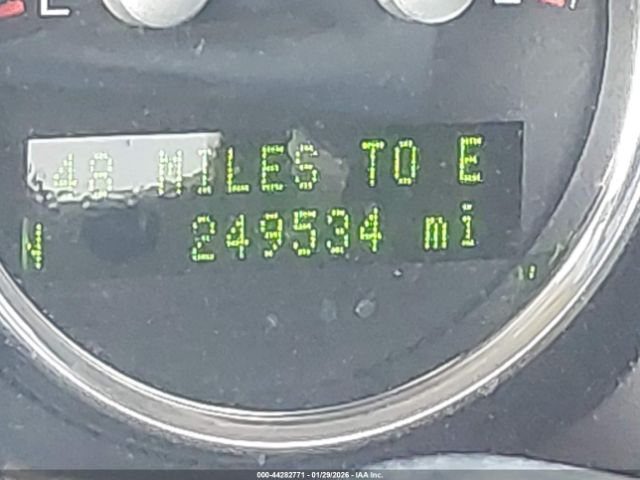 E
48 MILES TO E
249534 mi
000-44282771 - 01/29/2026 - IAA Inc.